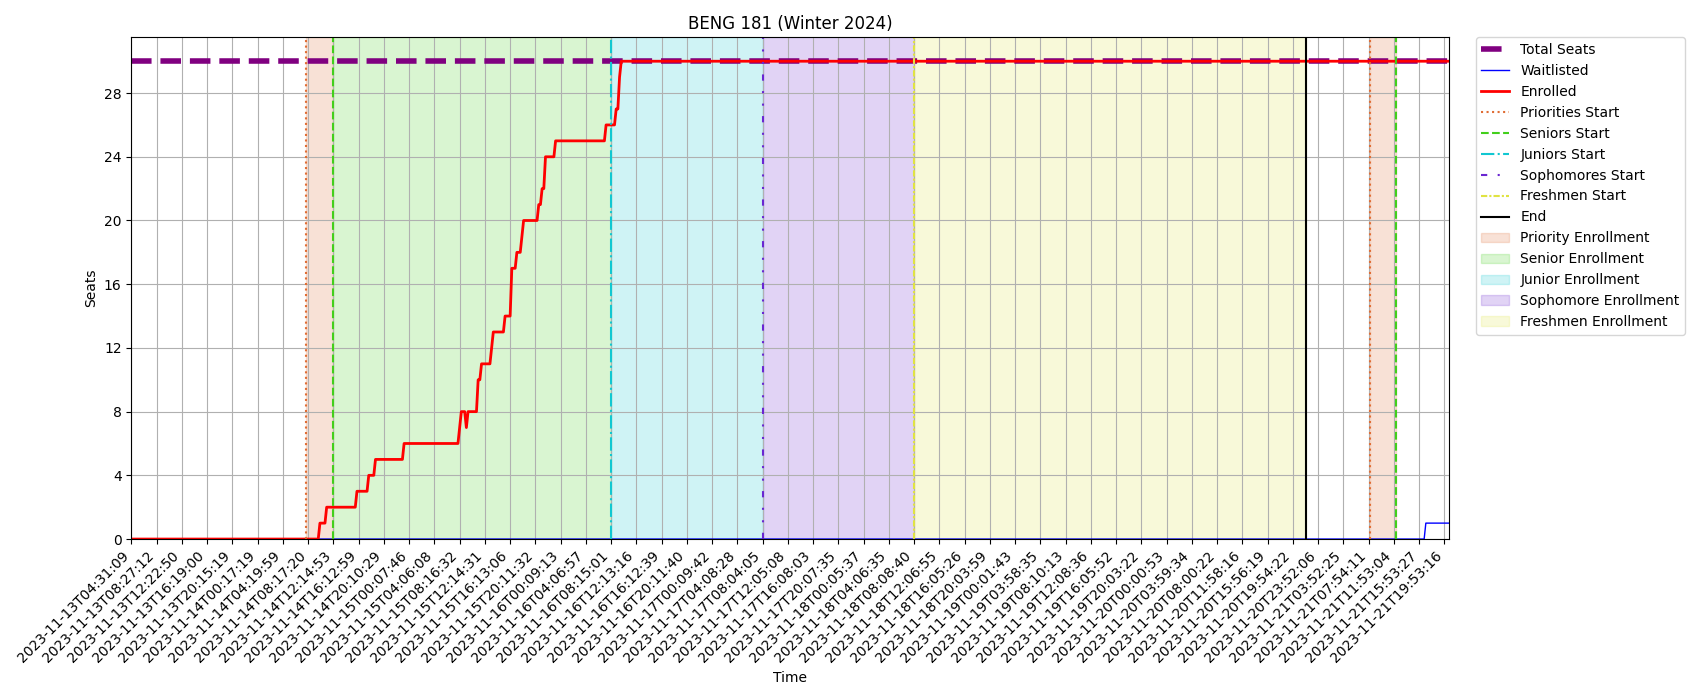 BENG 181 (Winter 2024)
Seats
28
24
20
16
12
8
4
0
2023-11-13T04:31:09
2023-11-13T08:27:12
2023-11-13T12:22:50
2023-11-13T16:19:00
2023-11-13T20:15:19
2023-11-14T00:17:19
2023-11-14T04:19:59
2023-11-14T08:17:20
2023-11-14T12:14:53
2023-11-14T16:12:59
2023-11-14T20:10:29
2023-11-15T00:07:46
2023-11-15T04:06:08
2023-11-15T08:16:32
2023-11-15T12:14:31
2023-11-15T16:13:06
2023-11-15T20:11:32
2023-11-16T00:09:13
2023-11-16T04:06:57
2023-11-16T08:15:01
2023-11-16T12:13:16
2023-11-16T16:12:39
2023-11-16T20:11:40
2023-11-17T00:09:42
2023-11-17T04:08:28
2023-11-17T08:04:05
2023-11-17T12:05:08
2023-11-17T16:08:03
2023-11-17T20:07:35
2023-11-18T00:05:37
2023-11-18T04:06:35
2023-11-18T08:08:40
2023-11-18T12:06:55
2023-11-18T16:05:26
2023-11-18T20:03:59
2023-11-19T00:01:43
2023-11-19T03:58:35
2023-11-19T08:10:13
2023-11-19T12:08:36
2023-11-19T16:05:52
2023-11-19T20:03:22
2023-11-20T00:00:53
2023-11-20T03:59:34
2023-11-20T08:00:22
2023-11-20T11:58:16
2023-11-20T15:56:19
2023-11-20T19:54:22
2023-11-20T23:52:06
2023-11-21T03:52:25
2023-11-21T07:54:11
2023-11-21T11:53:04
2023-11-21T15:53:27
2023-11-21T19:53:16
Time
Total Seats
Waitlisted
Enrolled
Priorities Start
Seniors Start
Juniors Start
Sophomores Start
Freshmen Start
End
Priority Enrollment
Senior Enrollment
Junior Enrollment
Sophomore Enrollment
Freshmen Enrollment